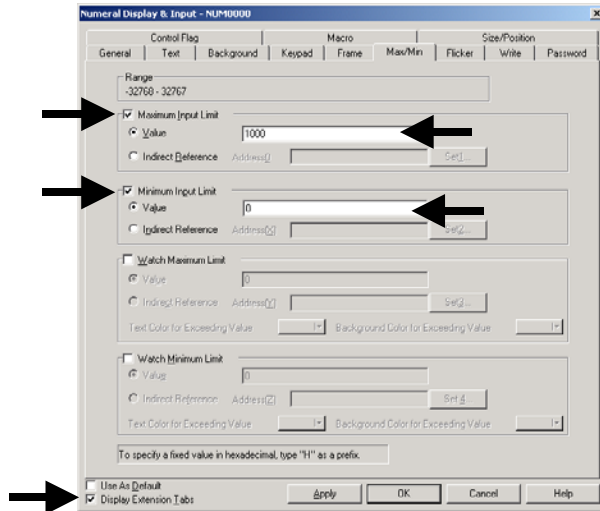 Numeral Display & Input - NUM0000
Control Flag Macro Size/Position
General Text Background Keypad Frame Max/Min Flicker Write Password
Range
-32768 - 32767
Maximum Input Limit
Value 1000
Indirect Reference Address(I) Set1...
Minimum Input Limit
Value 0
Indirect Reference Address(X) Set2...
Watch Maximum Limit
Value 0
Indirect Reference Address(Y) Set3...
Text Color for Exceeding Value Background Color for Exceeding Value
Watch Minimum Limit
Value 0
Indirect Reference Address(Z) Set 4...
Text Color for Exceeding Value Background Color for Exceeding Value
To specify a fixed value in hexadecimal, type "H" as a prefix.
Use As Default
Display Extension Tabs
Apply OK Cancel Help